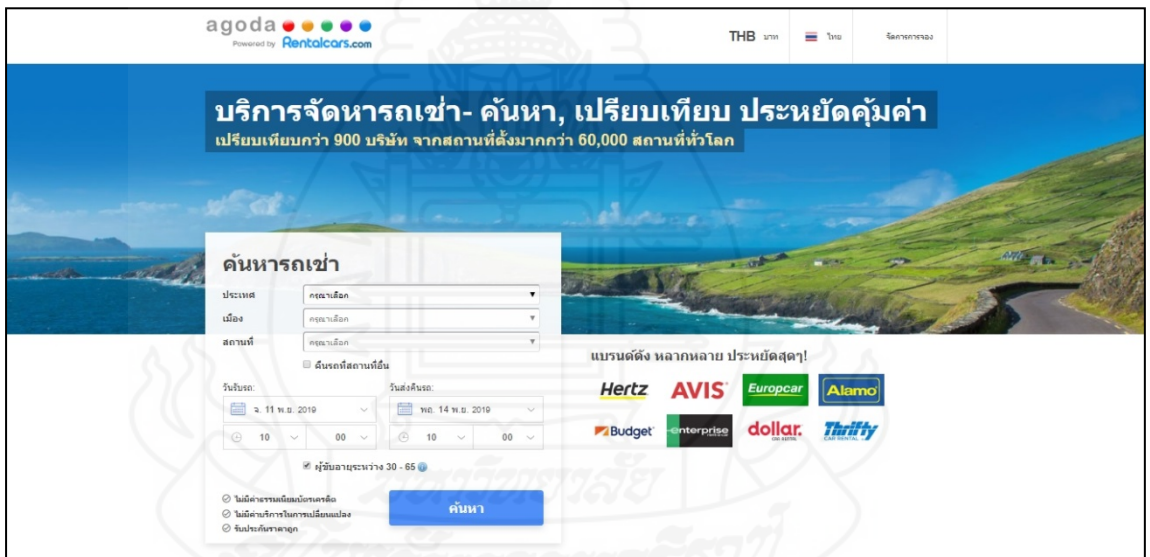 agoda
Powered by Rentalcars.com
THB บาท ไทย จัดการการจอง
บริการจัดหารถเช่า- ค้นหา, เปรียบเทียบ ประหยัดคุ้มค่า
เปรียบเทียบกว่า 900 บริษัท จากสถานที่ตั้งมากกว่า 60,000 สถานที่ทั่วโลก
ค้นหารถเช่า
ประเทศ กรุณาเลือก
เมือง กรุณาเลือก
สถานที่ กรุณาเลือก
คืนรถที่สถานที่อื่น
วันรับรถ: วันส่งคืนรถ:
จ. 11 พ.ย. 2019 พฤ. 14 พ.ย. 2019
10 00 10 00
ผู้ขับอายุระหว่าง 30 - 65
ไม่มีค่าธรรมเนียมบัตรเครดิต
ไม่มีค่าบริการในการเปลี่ยนแปลง
รับประกันราคาถูก
ค้นหา
แบรนด์ดัง หลากหลาย ประหยัดสุดๆ!
Hertz AVIS Europcar Alamo
Budget enterprise dollar. Thrifty
CAR RENTAL
มหาวิทยาลัย